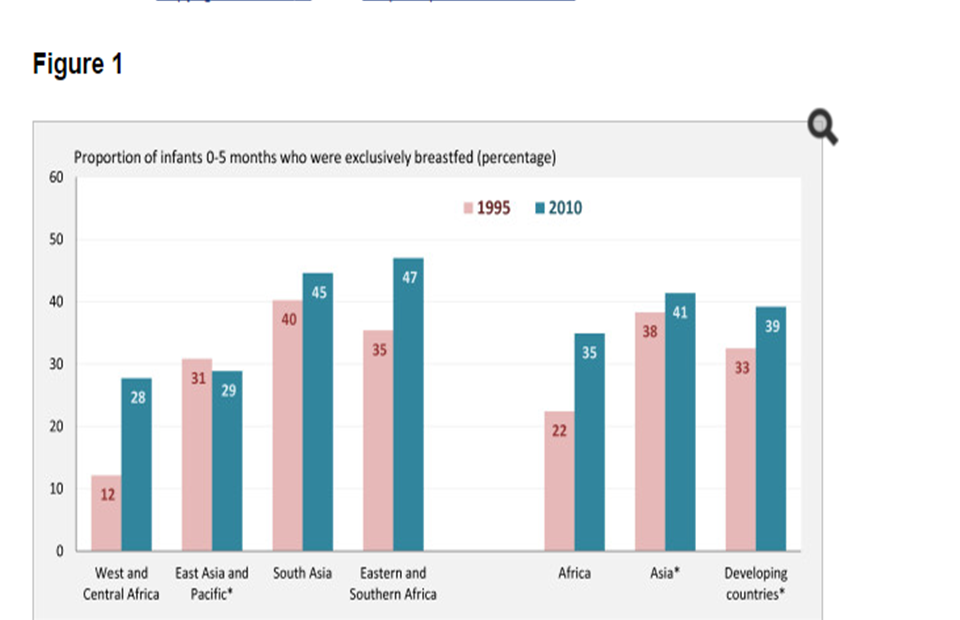 Figure 1
Proportion of infants 0-5 months who were exclusively breastfed (percentage)
60
1995 2010
50
40
30
20
10
0
12
28
31
29
40
45
35
47
22
35
38
41
33
39
West and
Central Africa
East Asia and
Pacific*
South Asia
Eastern and
Southern Africa
Africa
Asia*
Developing
countries*